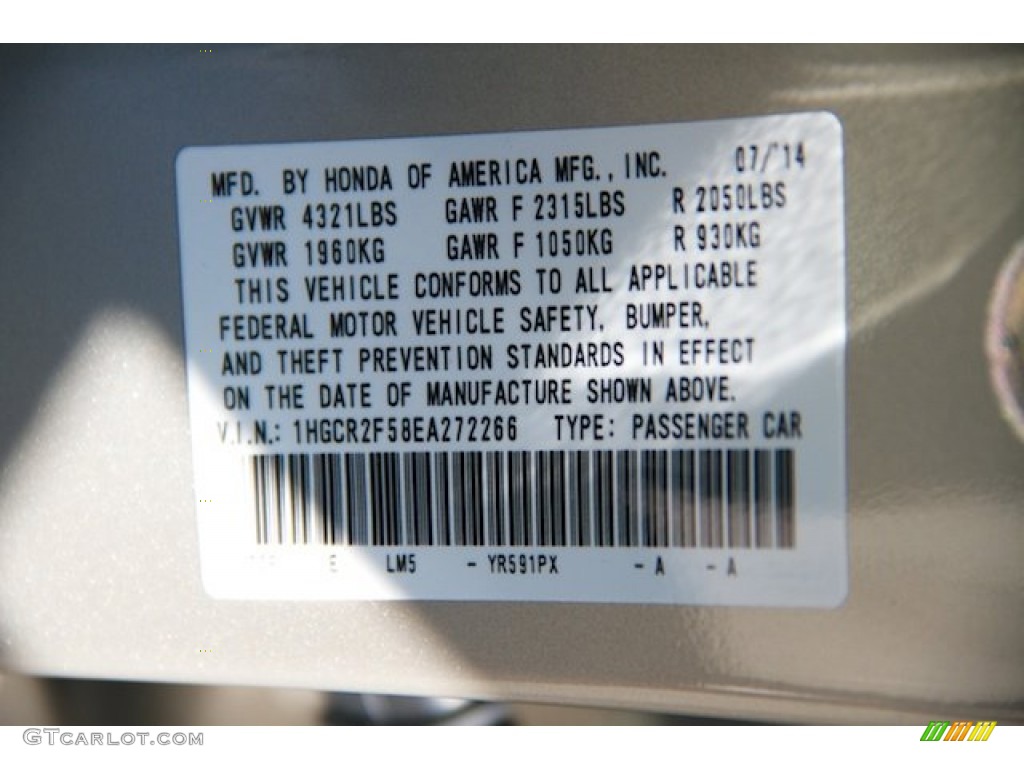 MFD. BY HONDA OF AMERICA MFG., INC. 07/14
GVWR 4321LBS GAWR F 2315LBS R 2050LBS
GVWR 1960KG GAWR F 1050KG R 930KG
THIS VEHICLE CONFORMS TO ALL APPLICABLE
FEDERAL MOTOR VEHICLE SAFETY, BUMPER,
AND THEFT PREVENTION STANDARDS IN EFFECT
ON THE DATE OF MANUFACTURE SHOWN ABOVE.
V.I.N.: 1HGCR2F58EA272266 TYPE: PASSENGER CAR
E LM5 - YR591PX - A - A
GTCARLOT.COM